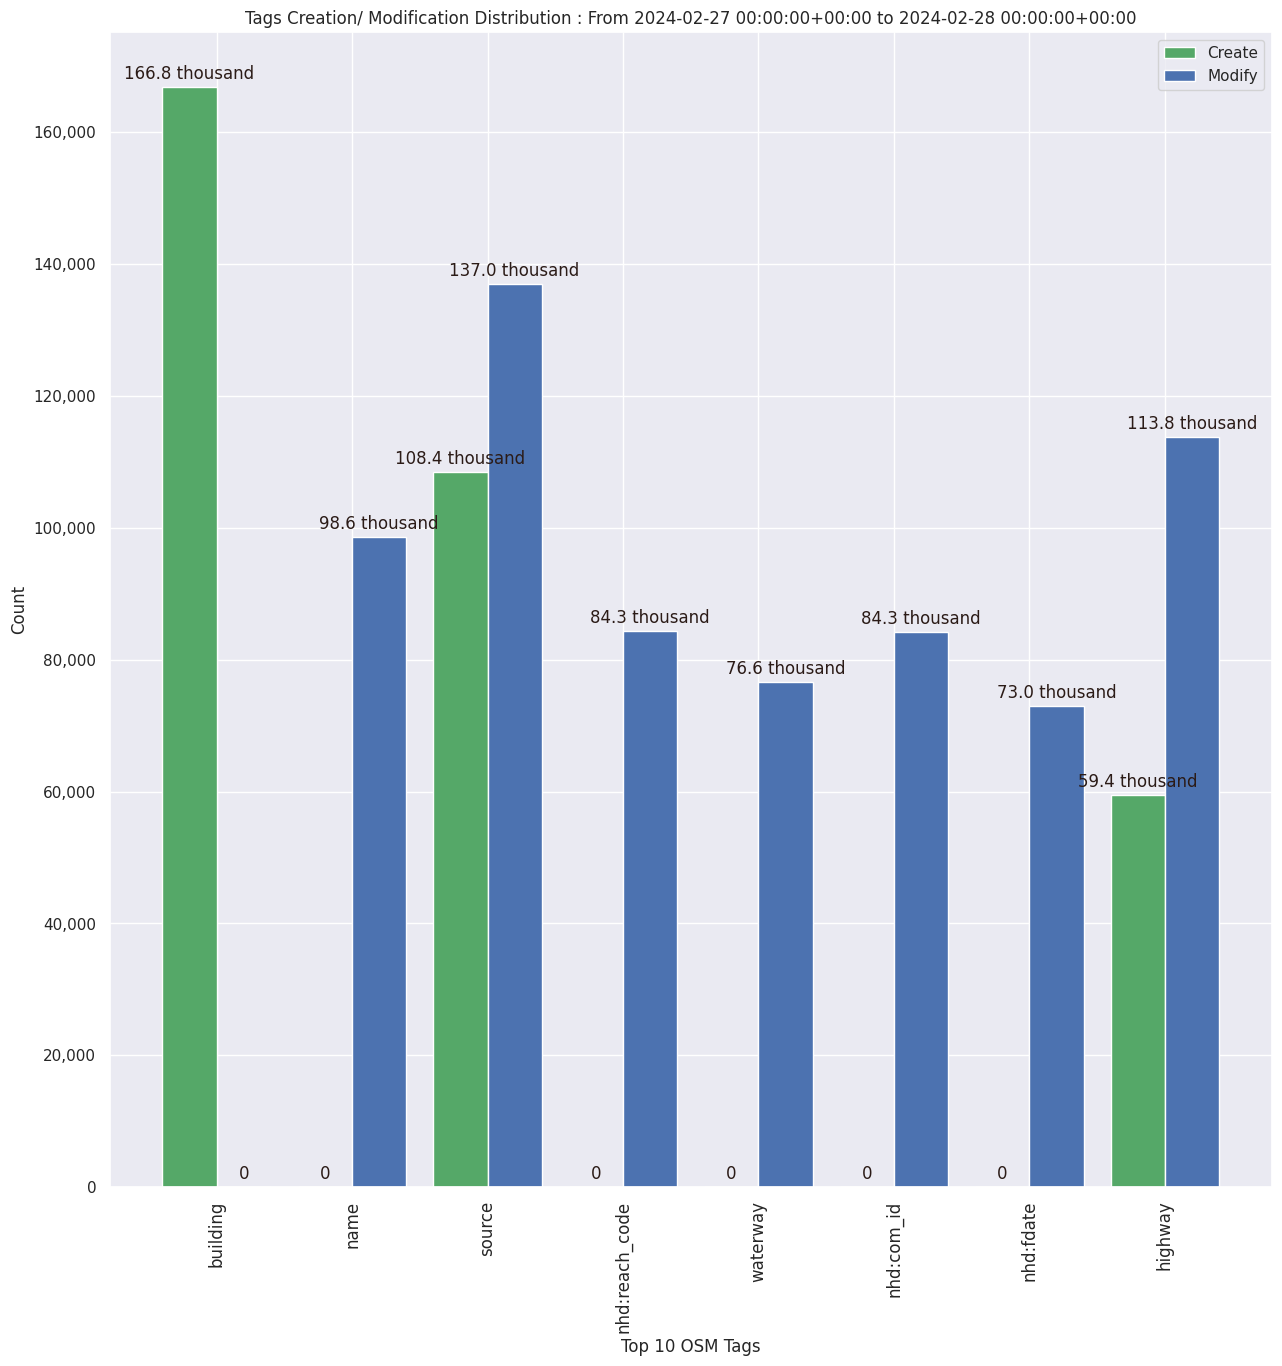 Tags Creation/ Modification Distribution : From 2024-02-27 00:00:00+00:00 to 2024-02-28 00:00:00+00:00
Create
Modify
Count
160,000
140,000
120,000
100,000
80,000
60,000
40,000
20,000
0
166.8 thousand
0
0
98.6 thousand
108.4 thousand
137.0 thousand
0
84.3 thousand
0
76.6 thousand
0
84.3 thousand
0
73.0 thousand
59.4 thousand
113.8 thousand
building
name
source
nhd:reach_code
waterway
nhd:com_id
nhd:fdate
highway
Top 10 OSM Tags